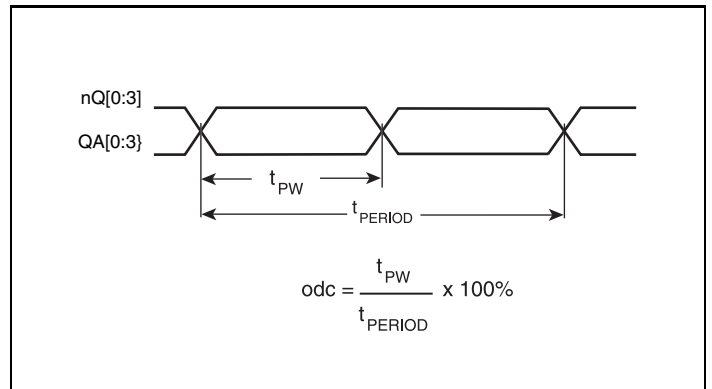 nQ[0:3]
QA[0:3}
tPW
tPERIOD
odc = tPW / tPERIOD x 100%